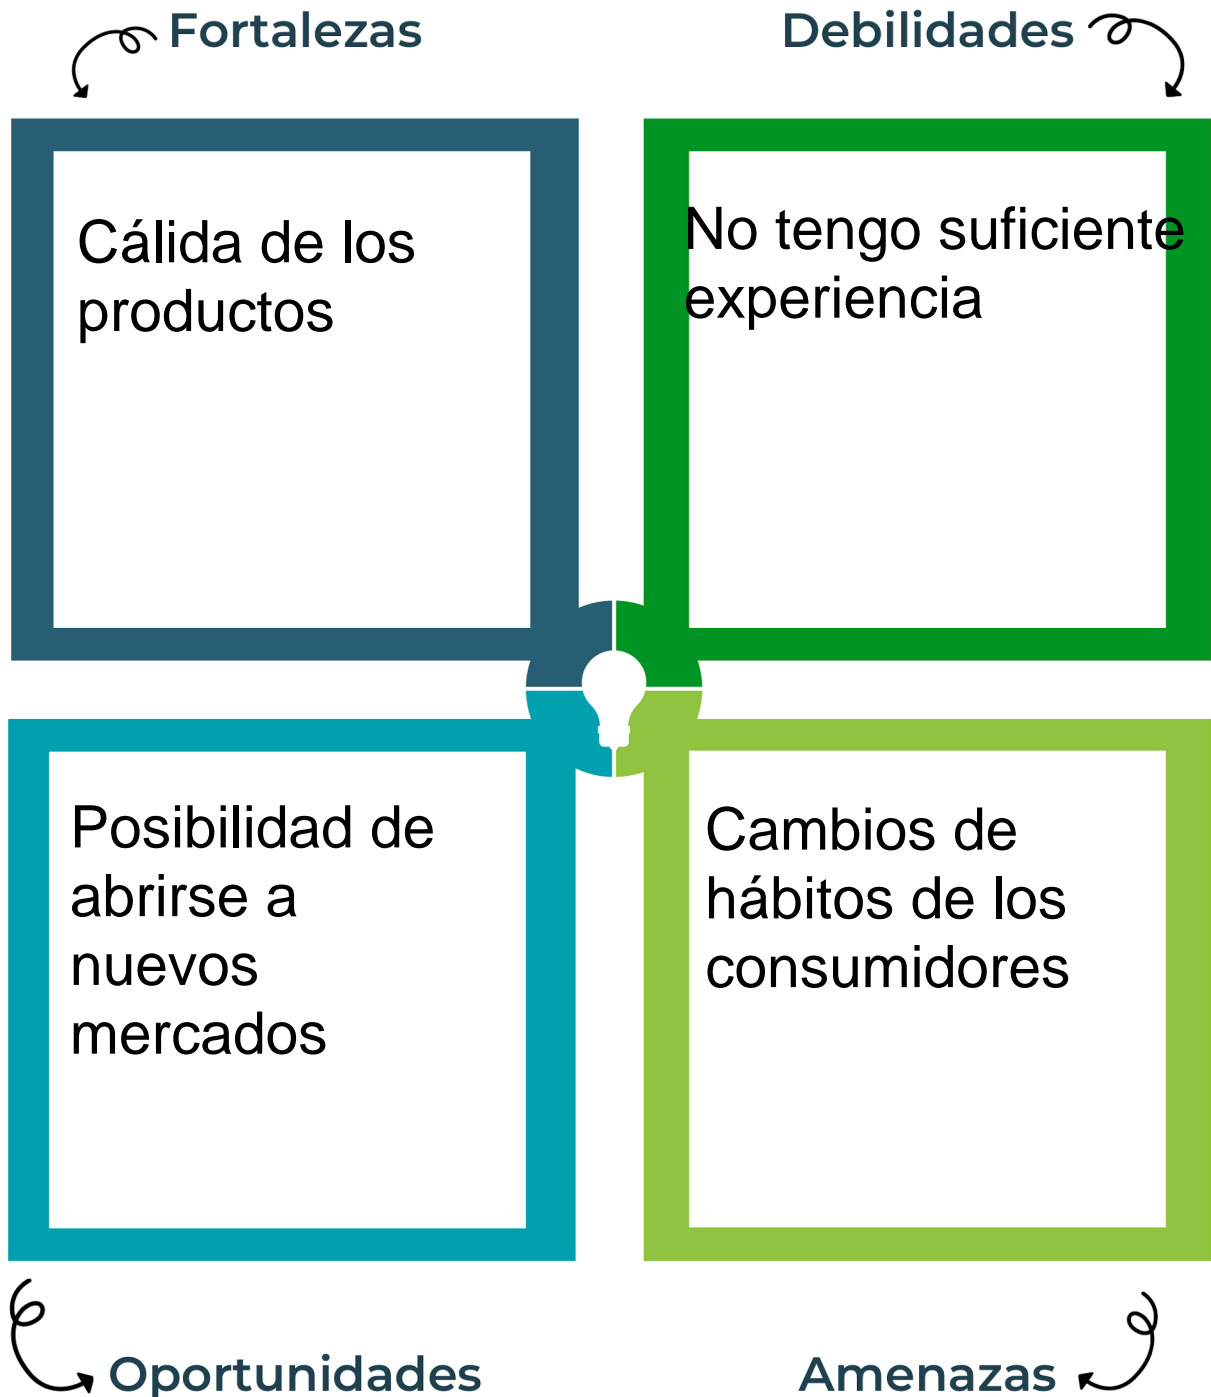 Fortalezas
Debilidades
Cálida de los
productos
No tengo suficiente
experiencia
Posibilidad de
abrirse a
nuevos
mercados
Cambios de
hábitos de los
consumidores
Oportunidades
Amenazas